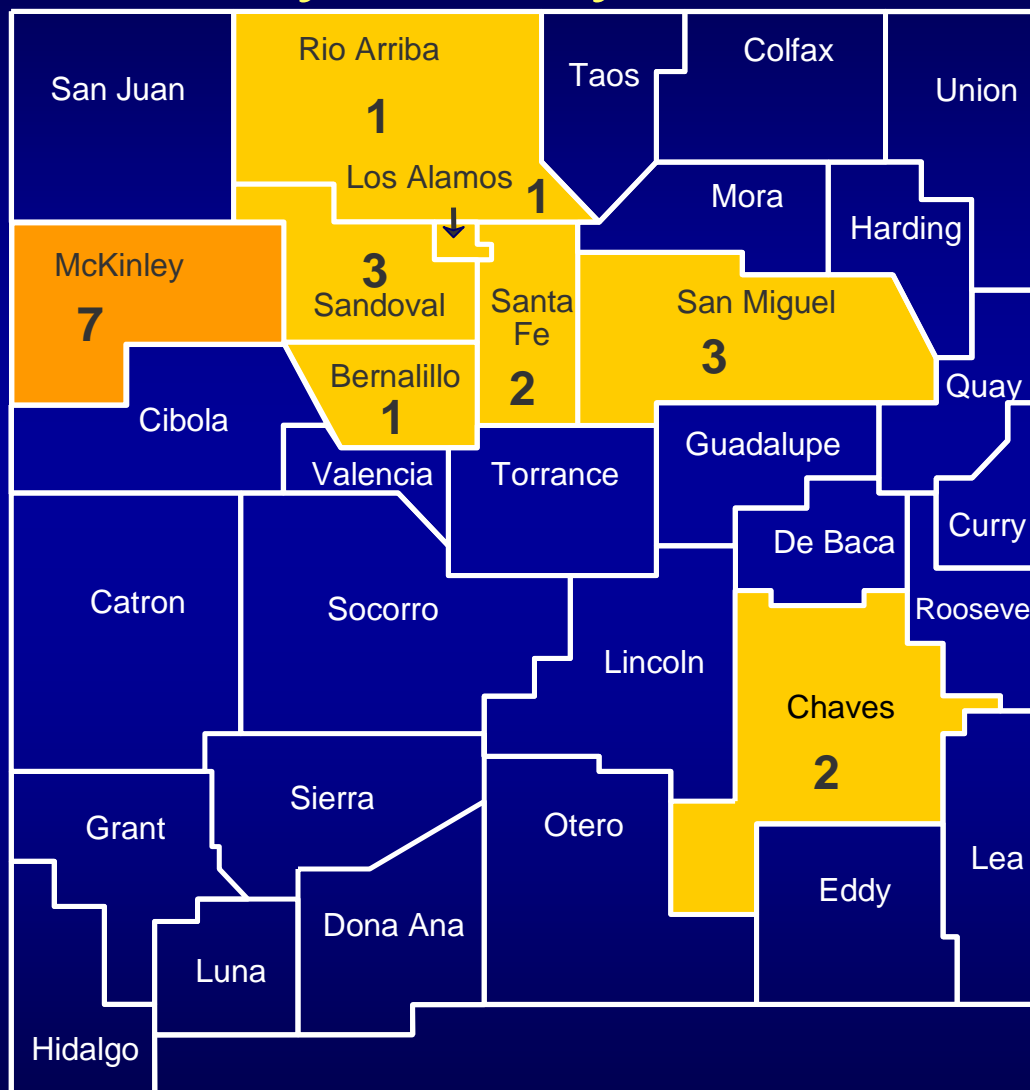 Rio Arriba
Colfax
Taos
San Juan
Union
1
Los Alamos
1
Mora
Harding
McKinley
3
Sandoval
Santa
Fe
San Miguel
7
3
Bernalillo
2
Quay
1
Cibola
Guadalupe
Valencia
Torrance
Curry
De Baca
Catron
Socorro
Rooseve
Lincoln
Chaves
2
Sierra
Grant
Otero
Lea
Eddy
Dona Ana
Luna
Hidalgo